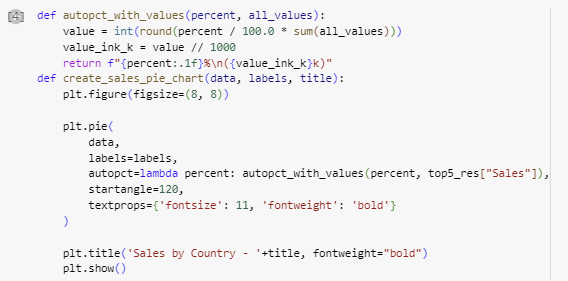 [4]
def autopct_with_values(percent, all_values):
    value = int(round(percent / 100.0 * sum(all_values)))
    value_ink_k = value // 1000
    return f"{percent:.1f}%\n({value_ink_k}k)"
def create_sales_pie_chart(data, labels, title):
    plt.figure(figsize=(8, 8))

    plt.pie(
        data,
        labels=labels,
        autopct=lambda percent: autopct_with_values(percent, top5_res["Sales"]),
        startangle=120,
        textprops={'fontsize': 11, 'fontweight': 'bold'}
    )

    plt.title('Sales by Country - '+title, fontweight="bold")
    plt.show()